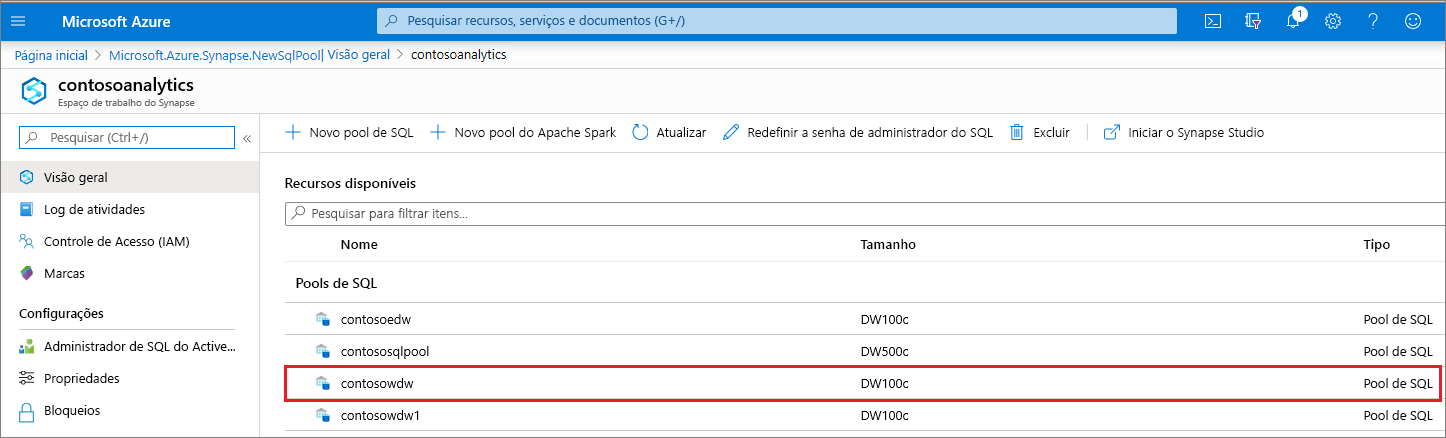 Microsoft Azure
Pesquisar recursos, serviços e documentos (G+/)
1
Página inicial > Microsoft.Azure.Synapse.NewSqlPool| Visão geral > contosoanalytics
contosoanalytics
Espaço de trabalho do Synapse
Pesquisar (Ctrl+/)
Visão geral
Log de atividades
Controle de Acesso (IAM)
Marcas
Configurações
Administrador de SQL do Active...
Propriedades
Bloqueios
Novo pool de SQL
Novo pool do Apache Spark
Atualizar
Redefinir a senha de administrador do SQL
Excluir
Iniciar o Synapse Studio
Recursos disponíveis
Pesquisar para filtrar itens...
Nome Tamanho Tipo
Pools de SQL
contosoedw DW100c Pool de SQL
contososqlpool DW500c Pool de SQL
contosowdw DW100c Pool de SQL
contosowdw1 DW100c Pool de SQL